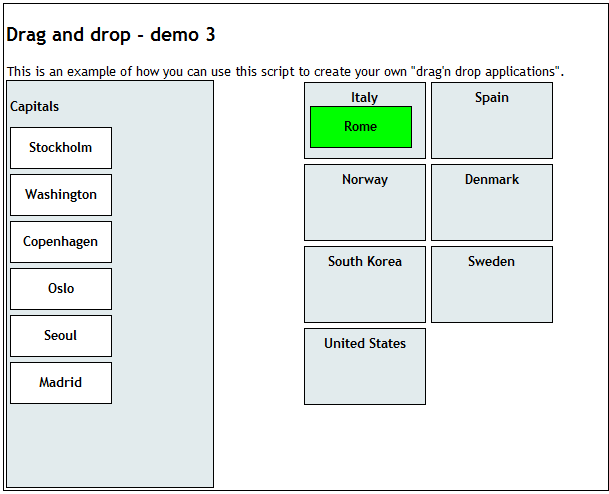 Drag and drop - demo 3
This is an example of how you can use this script to create your own "drag'n drop applications".
Capitals
Stockholm
Washington
Copenhagen
Oslo
Seoul
Madrid
Italy
Rome
Spain
Norway
Denmark
South Korea
Sweden
United States